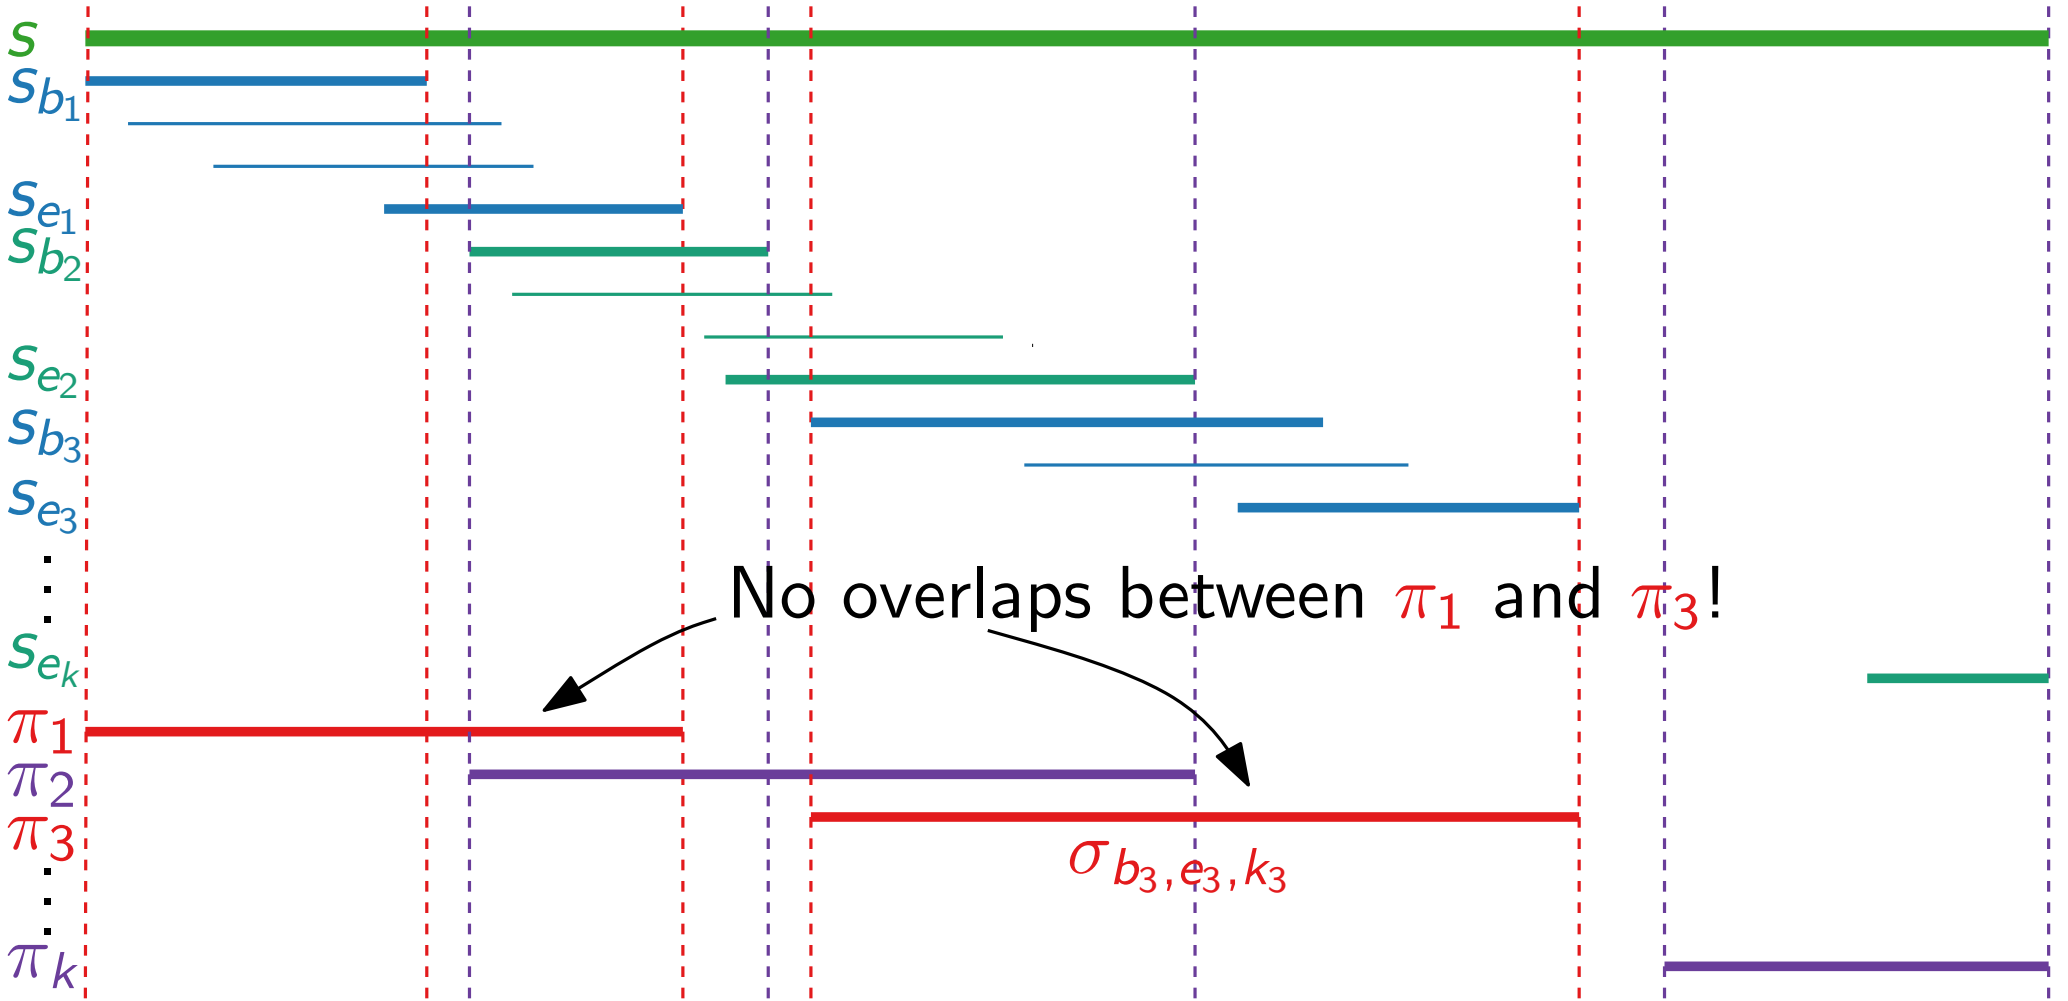 s
s_{b_1}
s_{e_1}
s_{b_2}
s_{e_2}
s_{b_3}
s_{e_3}
⋮
No overlaps between π_1 and π_3!
s_{e_k}
π_1
π_2
π_3
σ_{b_3,e_3,k_3}
⋮
π_k